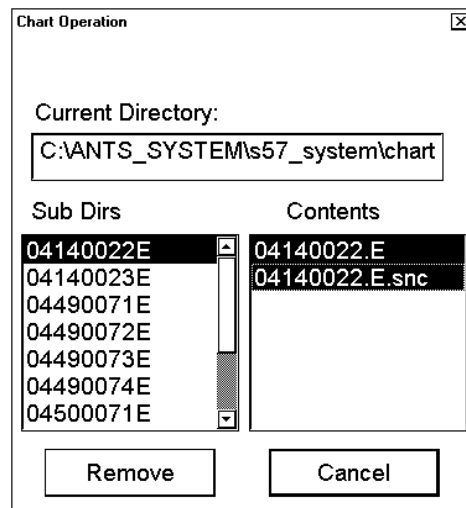 Chart Operation
Current Directory:
C:\ANTS_SYSTEM\s57_system\chart
Sub Dirs
Contents
04140022E
04140023E
04490071E
04490072E
04490073E
04490074E
04500071E
04140022.E
04140022.E.snc
Remove
Cancel